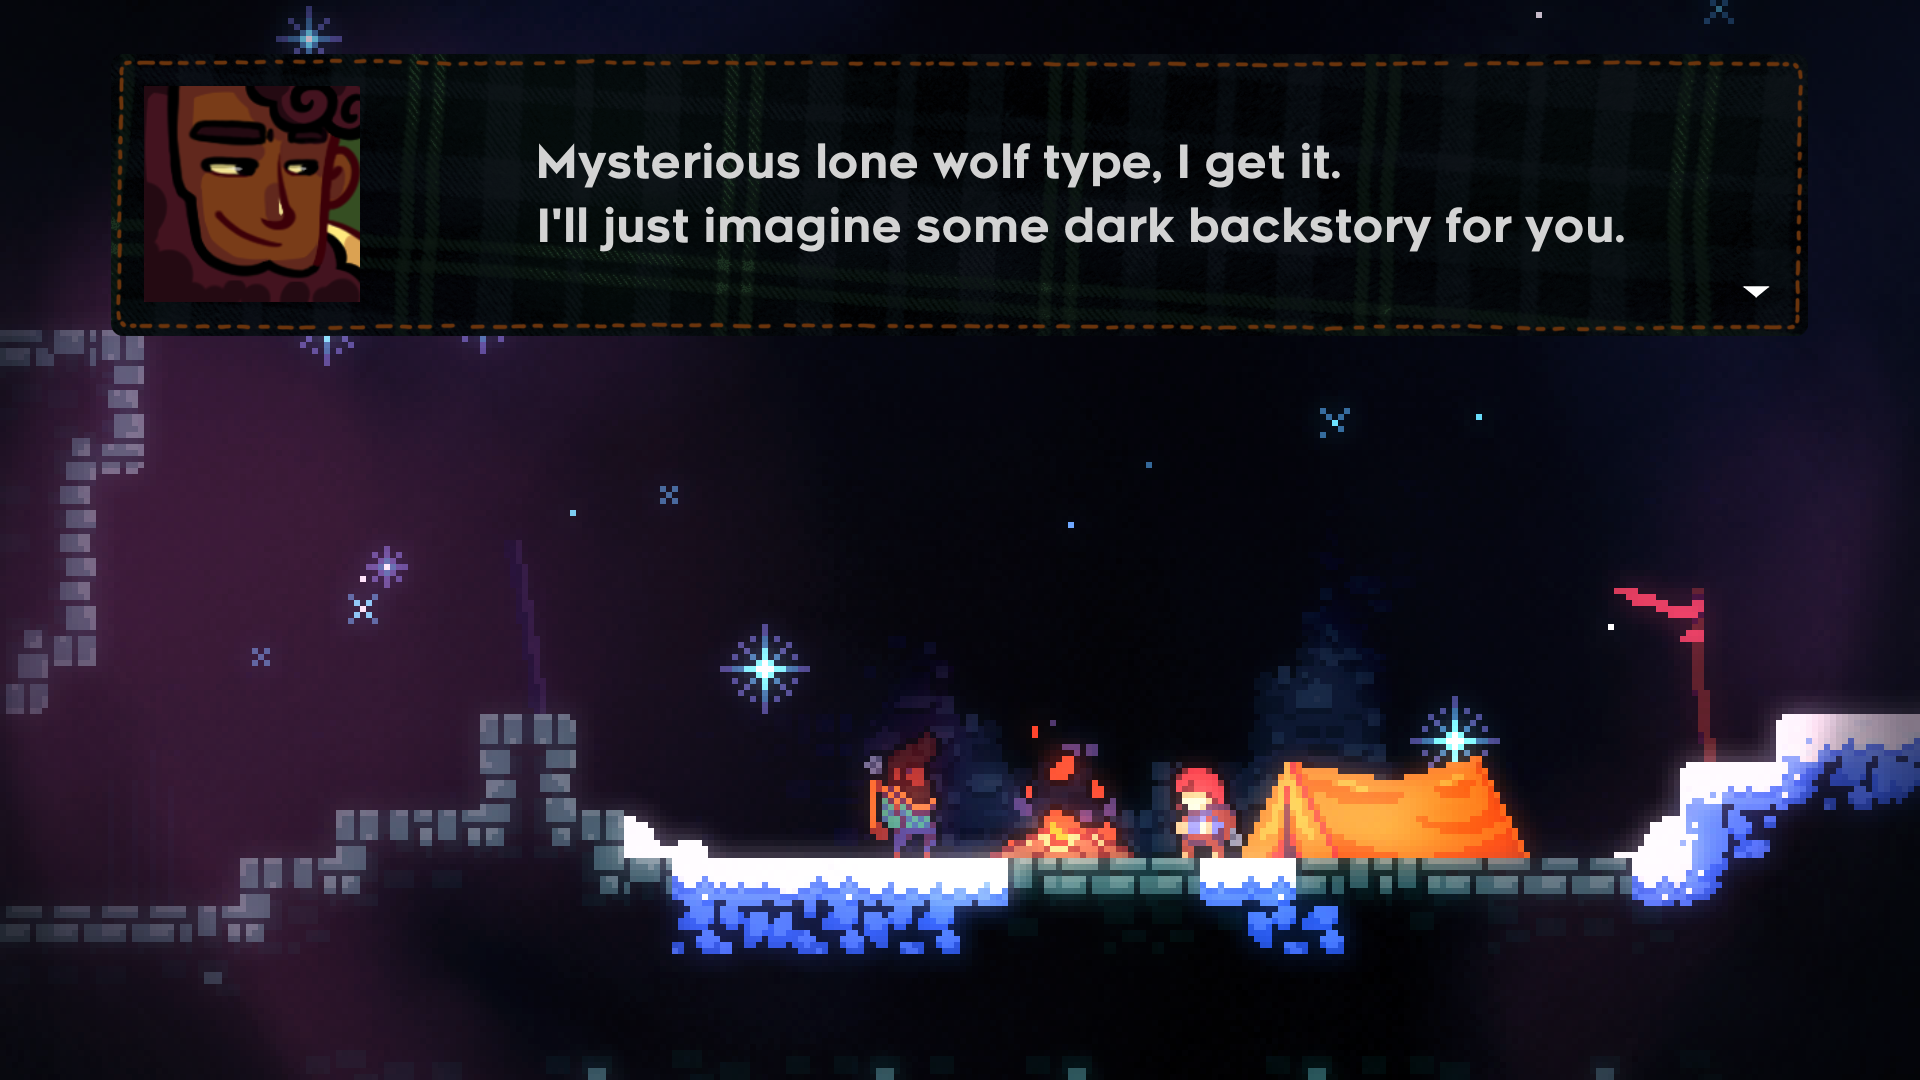 Mysterious lone wolf type, I get it.
I'll just imagine some dark backstory for you.